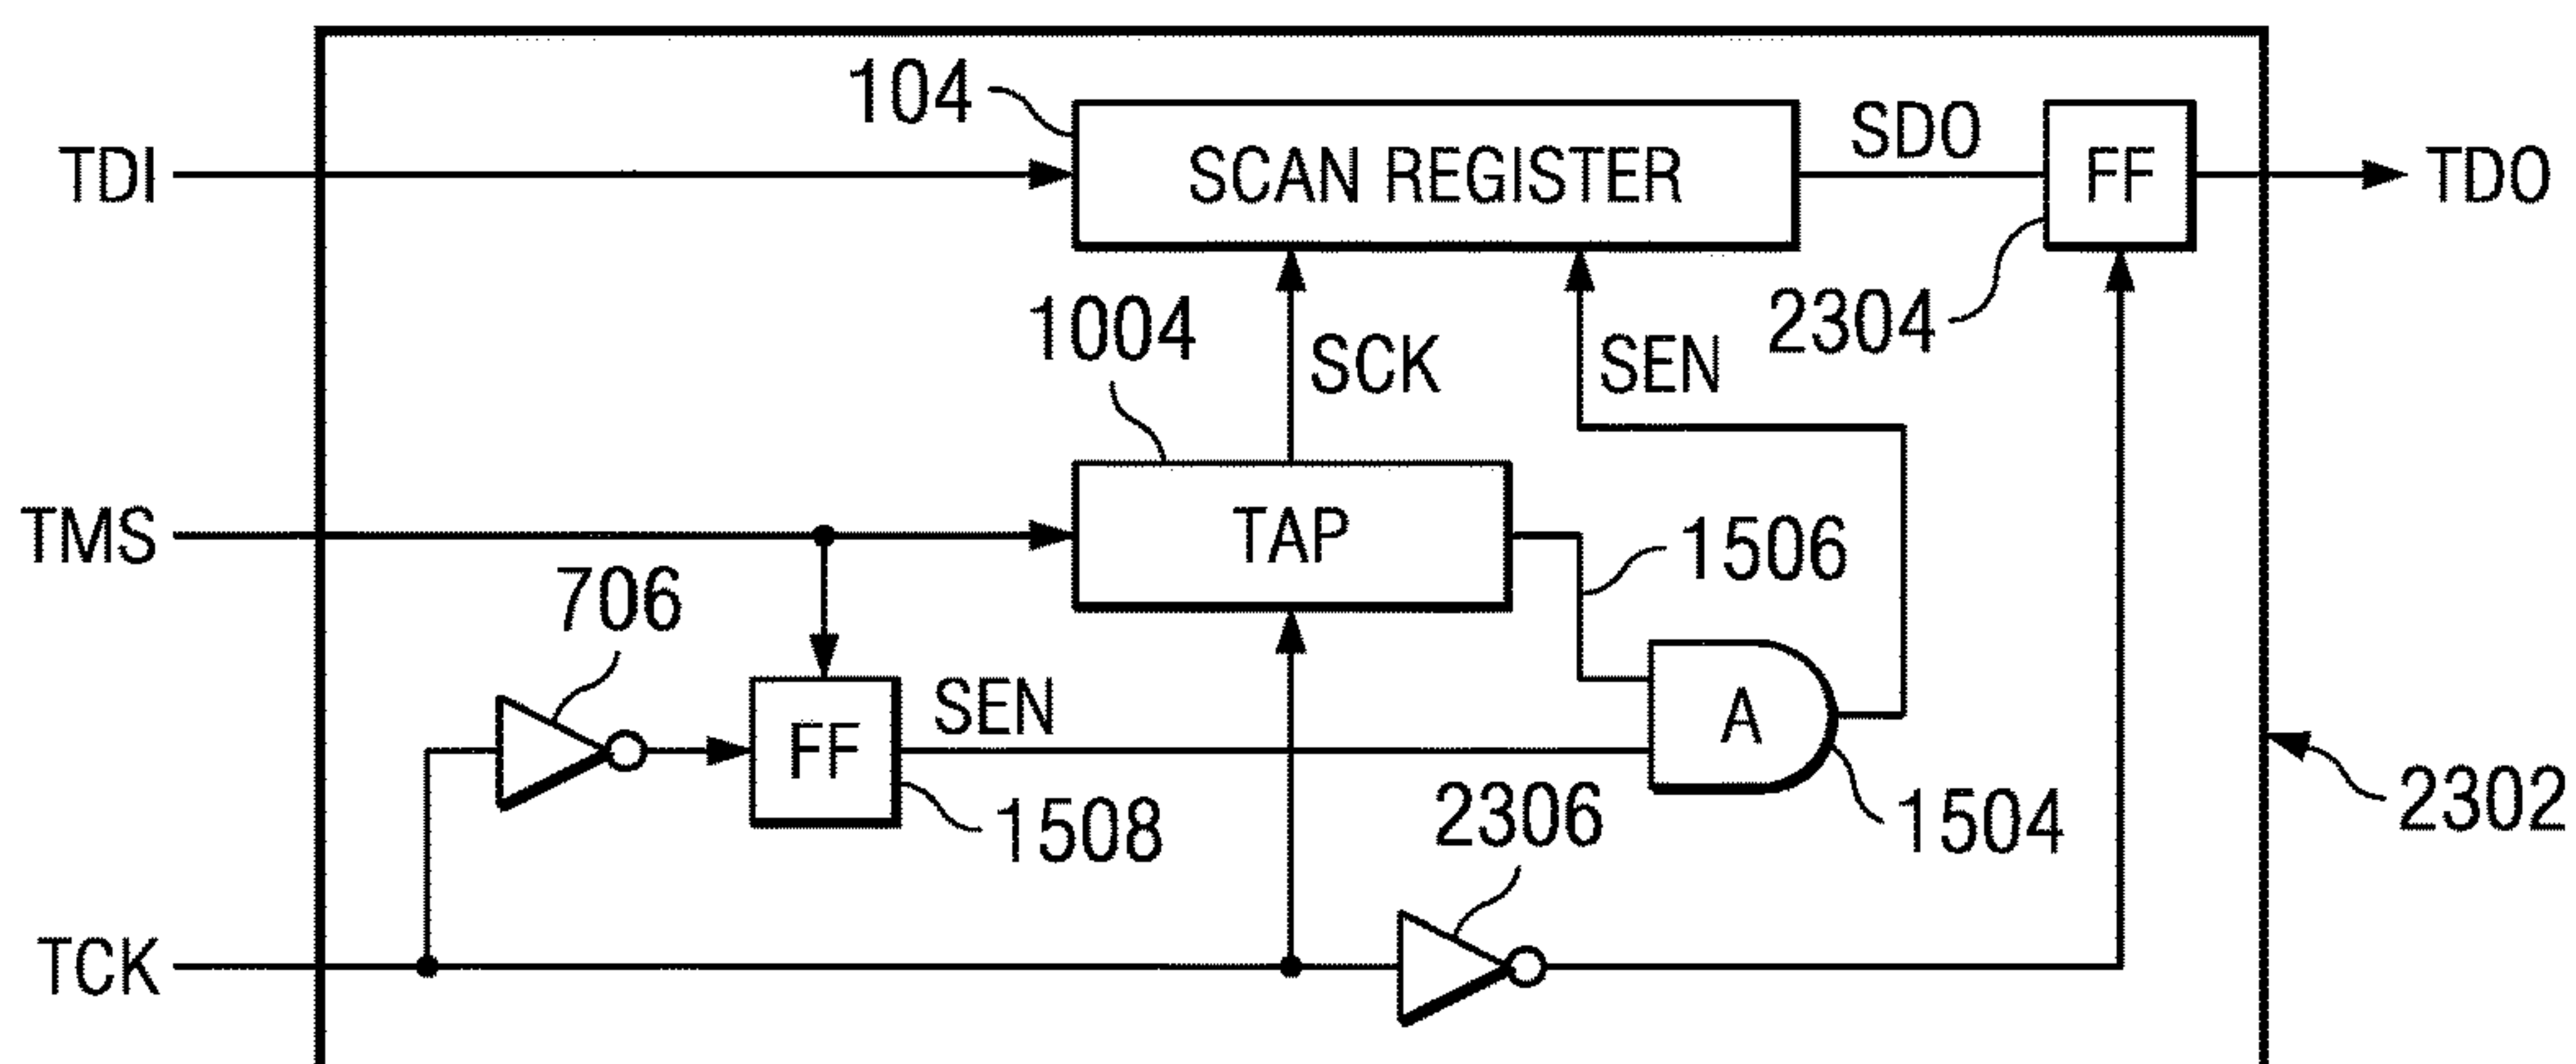 104
SCAN REGISTER
SDO
FF
TDI
TDO
1004
SCK
SEN
2304
TMS
TAP
1506
706
FF
SEN
A
1508
2306
1504
2302
TCK